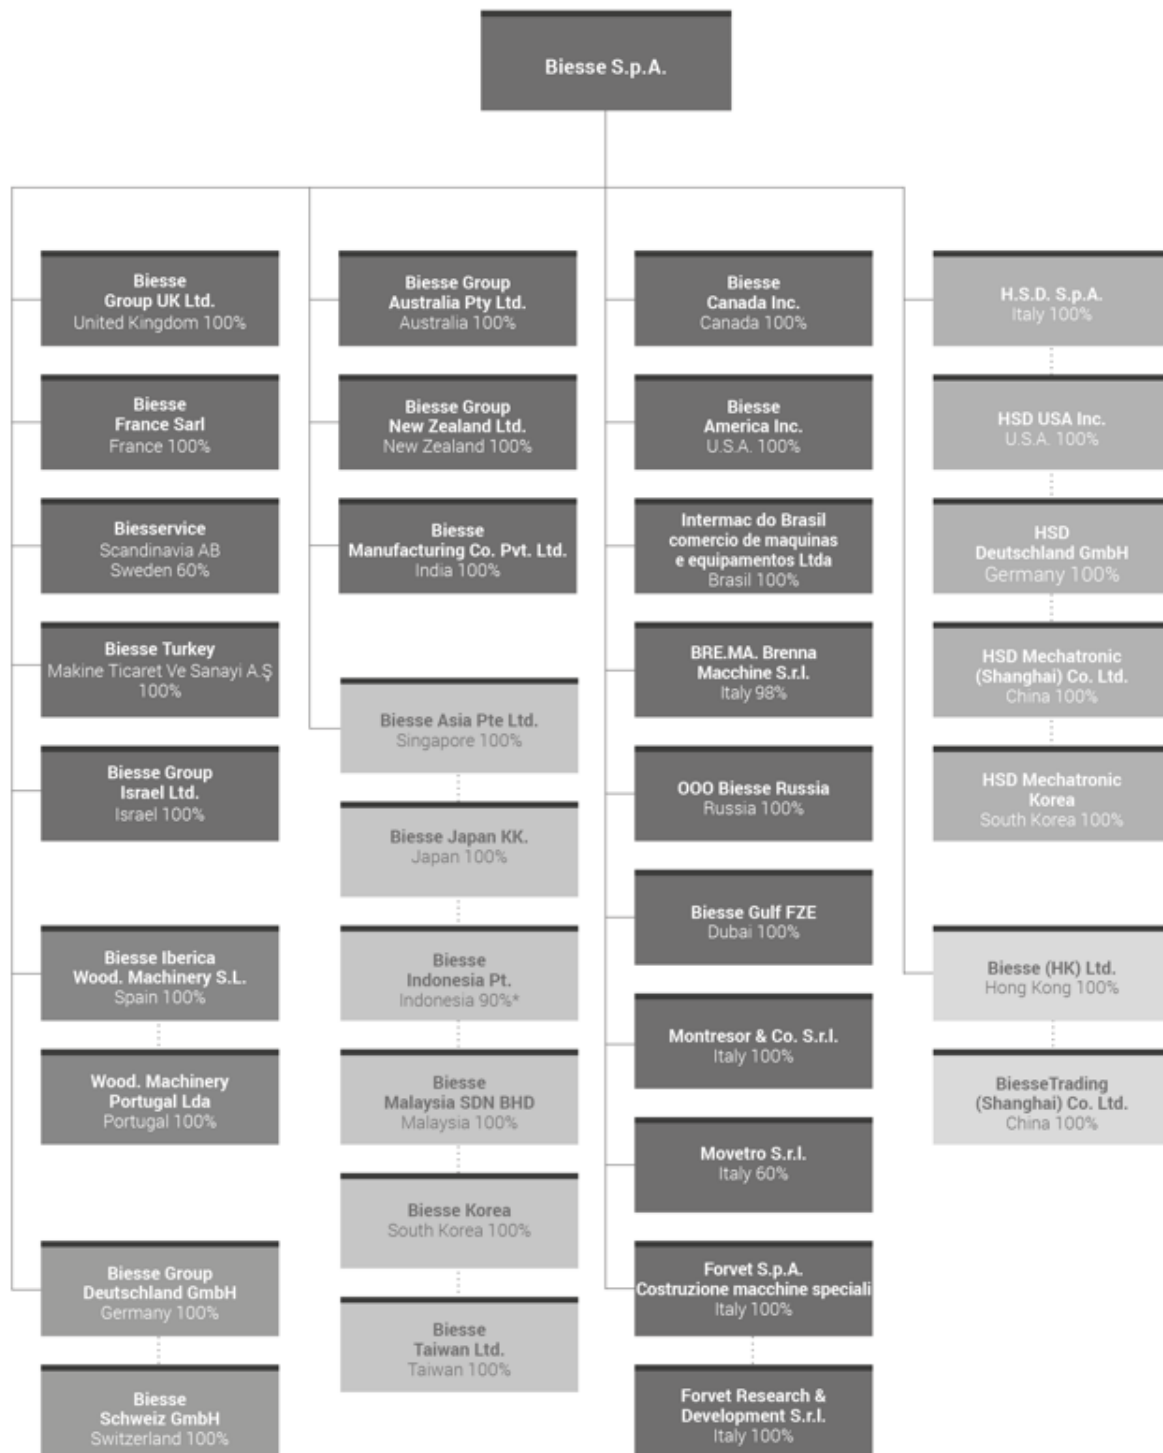 Biesse S.p.A.
Biesse
Group UK Ltd.
United Kingdom 100%
Biesse
France Sarl
France 100%
Biesservice
Scandinavia AB
Sweden 60%
Biesse Turkey
Makine Ticaret Ve Sanayi A.Ş
100%
Biesse Group
Israel Ltd.
Israel 100%
Biesse Iberica
Wood. Machinery S.L.
Spain 100%
Wood. Machinery
Portugal Lda
Portugal 100%
Biesse Group
Deutschland GmbH
Germany 100%
Biesse
Schweiz GmbH
Switzerland 100%
Biesse Group
Australia Pty Ltd.
Australia 100%
Biesse Group
New Zealand Ltd.
New Zealand 100%
Biesse
Manufacturing Co. Pvt. Ltd.
India 100%
Biesse Asia Pte Ltd.
Singapore 100%
Biesse Japan KK.
Japan 100%
Biesse
Indonesia Pt.
Indonesia 90%*
Biesse
Malaysia SDN BHD
Malaysia 100%
Biesse Korea
South Korea 100%
Biesse
Taiwan Ltd.
Taiwan 100%
Biesse
Canada Inc.
Canada 100%
Biesse
America Inc.
U.S.A. 100%
Intermac do Brasil
comercio de maquinas
e equipamentos Ltda
Brasil 100%
BRE.MA. Brenna
Macchine S.r.l.
Italy 98%
OOO Biesse Russia
Russia 100%
Biesse Gulf FZE
Dubai 100%
Montresor & Co. S.r.l.
Italy 100%
Movetro S.r.l.
Italy 60%
Forvet S.p.A.
Costruzione macchine speciali
Italy 100%
Forvet Research &
Development S.r.l.
Italy 100%
H.S.D. S.p.A.
Italy 100%
HSD USA Inc.
U.S.A. 100%
HSD
Deutschland GmbH
Germany 100%
HSD Mechatronic
(Shanghai) Co. Ltd.
China 100%
HSD Mechatronic
Korea
South Korea 100%
Biesse (HK) Ltd.
Hong Kong 100%
BiesseTrading
(Shanghai) Co. Ltd.
China 100%